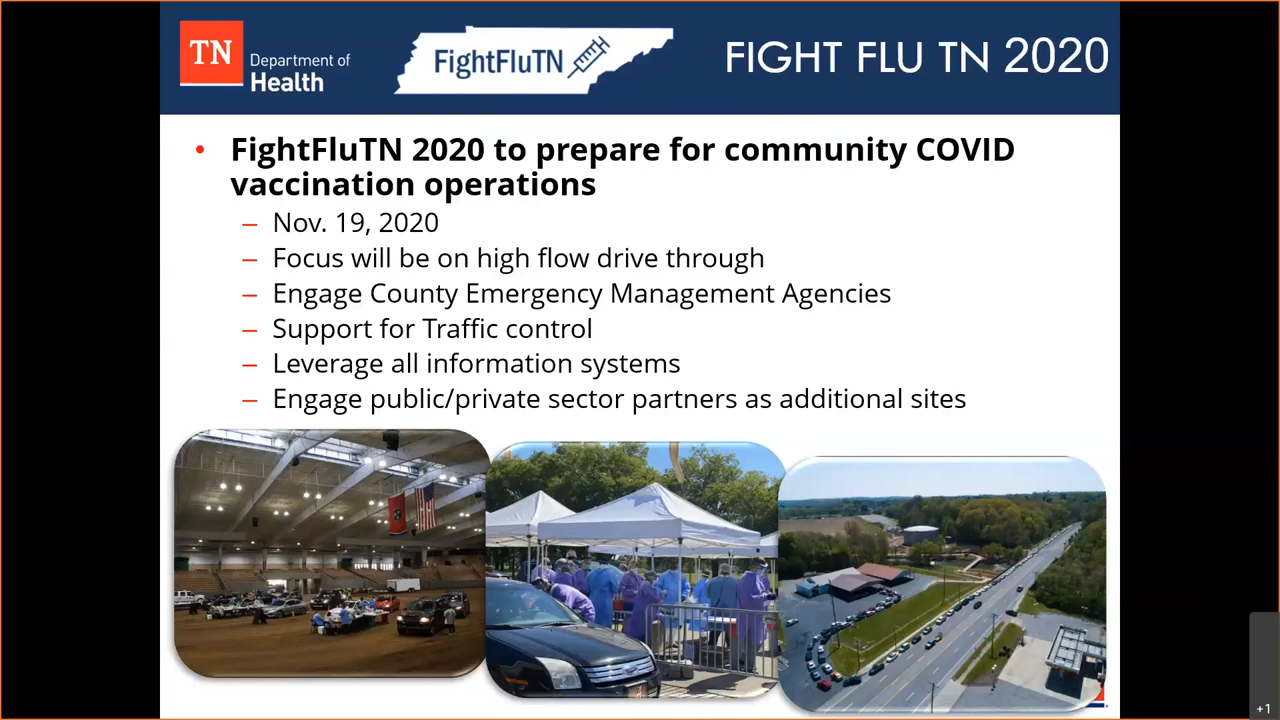 TN
Department of
Health
FightFluTN
FIGHT FLU TN 2020
• FightFluTN 2020 to prepare for community COVID
vaccination operations
– Nov. 19, 2020
– Focus will be on high flow drive through
– Engage County Emergency Management Agencies
– Support for Traffic control
– Leverage all information systems
– Engage public/private sector partners as additional sites
+1